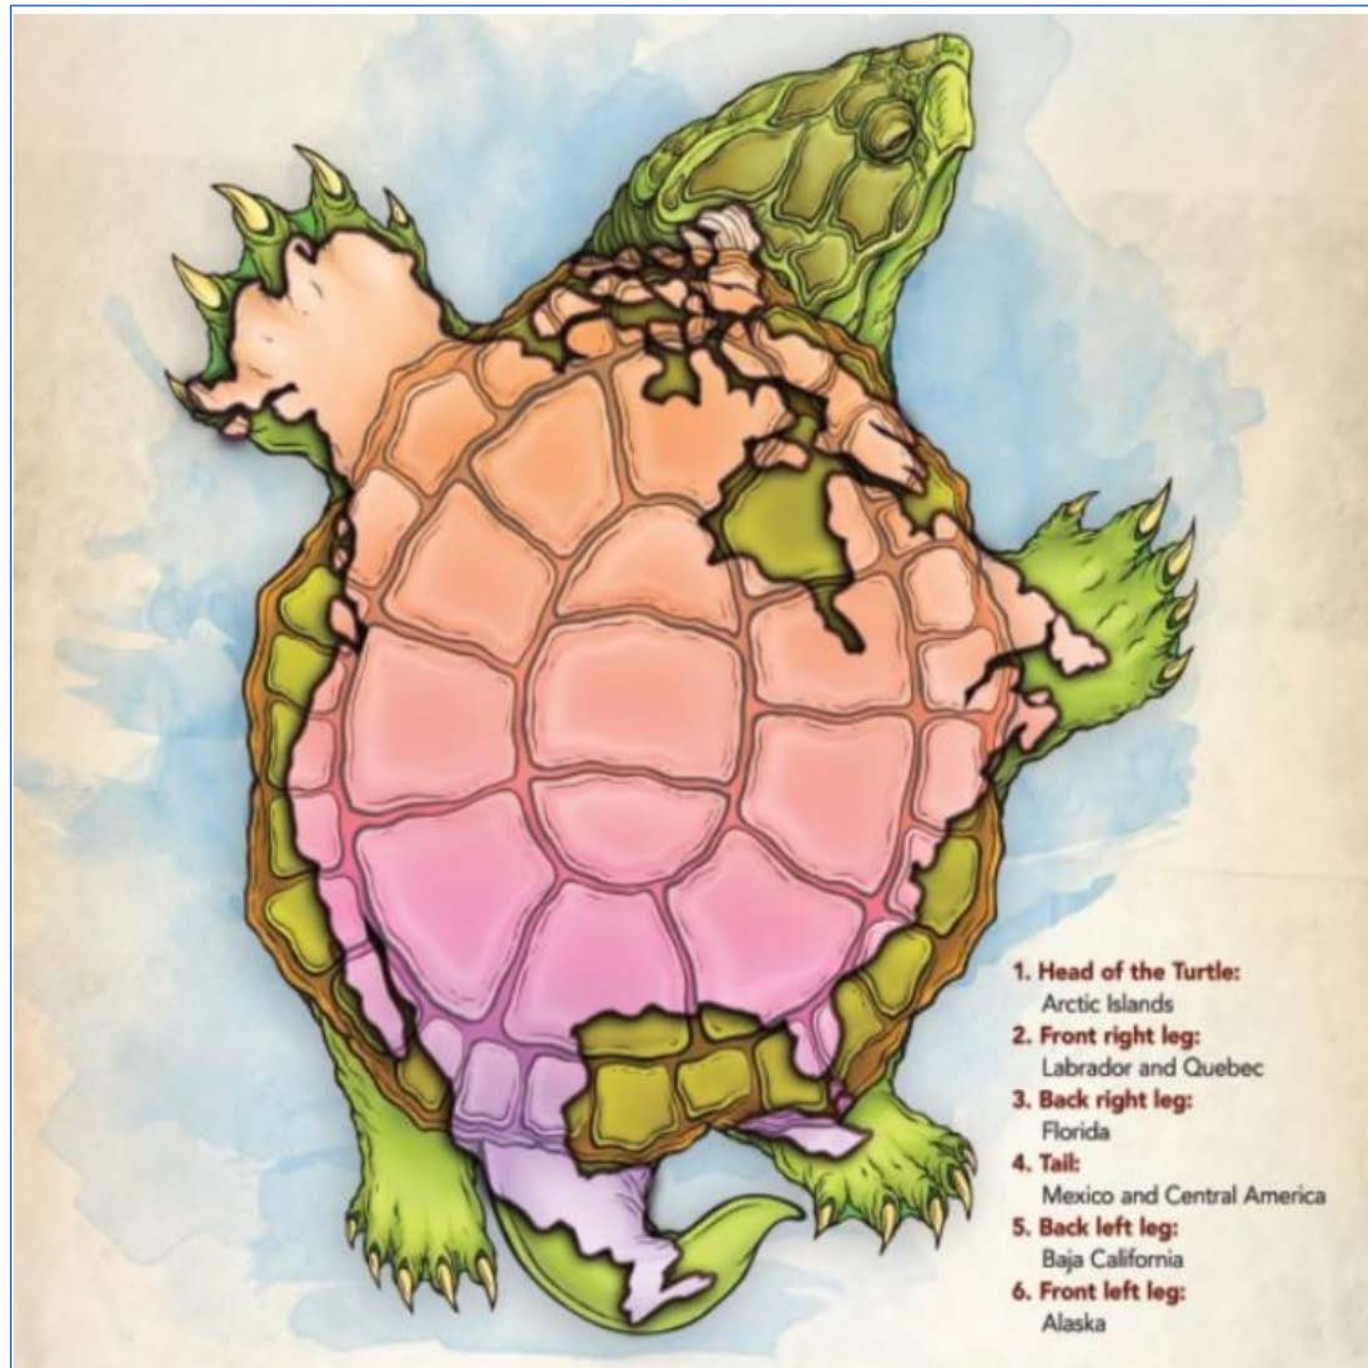 1. Head of the Turtle:
Arctic Islands
2. Front right leg:
Labrador and Quebec
3. Back right leg:
Florida
4. Tail:
Mexico and Central America
5. Back left leg:
Baja California
6. Front left leg:
Alaska